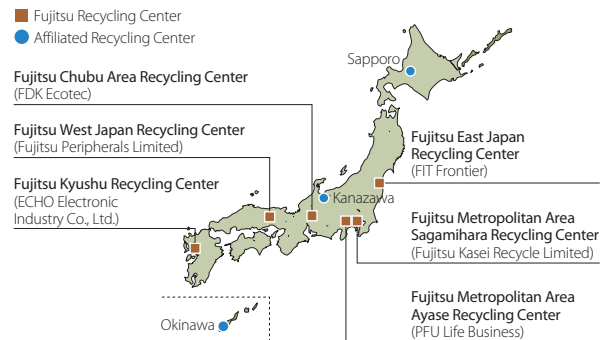 Fujitsu Recycling Center
Affiliated Recycling Center
Sapporo
Fujitsu Chubu Area Recycling Center
(FDK Ecotec)
Fujitsu West Japan Recycling Center
(Fujitsu Peripherals Limited)
Fujitsu Kyushu Recycling Center
(ECHO Electronic
Industry Co., Ltd.)
Kanazawa
Fujitsu East Japan
Recycling Center
(FIT Frontier)
Fujitsu Metropolitan Area
Sagamihara Recycling Center
(Fujitsu Kasei Recycle Limited)
Fujitsu Metropolitan Area
Ayase Recycling Center
(PFU Life Business)
Okinawa